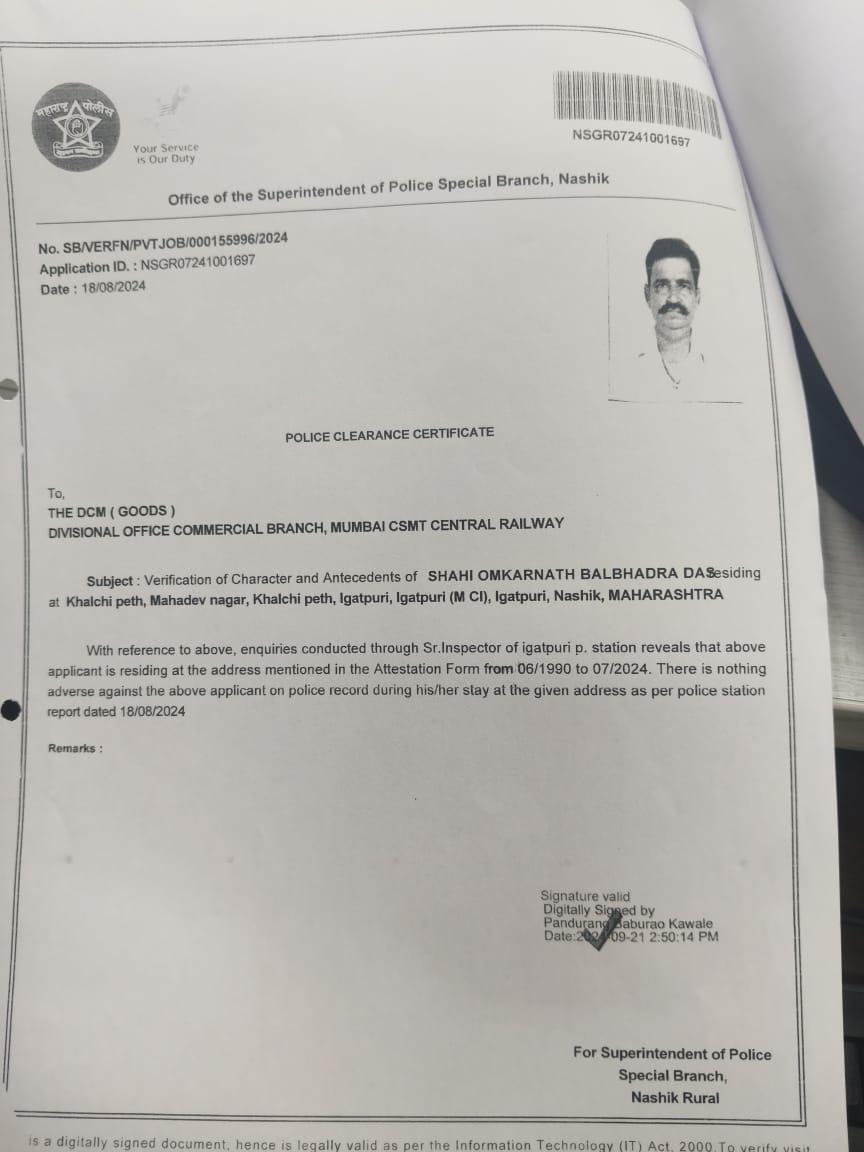 महाराष्ट्र पोलीस
Your Service
is Our Duty
NSGR07241001697
Office of the Superintendent of Police Special Branch, Nashik
No. SB/VERFN/PVTJOB/000155996/2024
Application ID. : NSGR07241001697
Date : 18/08/2024
POLICE CLEARANCE CERTIFICATE
To,
THE DCM ( GOODS )
DIVISIONAL OFFICE COMMERCIAL BRANCH, MUMBAI CSMT CENTRAL RAILWAY
Subject : Verification of Character and Antecedents of SHAHI OMKARNATH BALBHADRA DAS esiding
at Khalchi peth, Mahadev nagar, Khalchi peth, Igatpuri, Igatpuri (M Cl), Igatpuri, Nashik, MAHARASHTRA
With reference to above, enquiries conducted through Sr.Inspector of igatpuri p. station reveals that above
applicant is residing at the address mentioned in the Attestation Form from 06/1990 to 07/2024. There is nothing
adverse against the above applicant on police record during his/her stay at the given address as per police station
report dated 18/08/2024
Remarks :
Signature valid
Digitally Signed by
Pandurang Baburao Kawale
Date:2024-09-21 2:50:14 PM
For Superintendent of Police
Special Branch,
Nashik Rural
is a digitally signed document, hence is legally valid as per the Information Technology (IT) Act, 2000.To verify visit